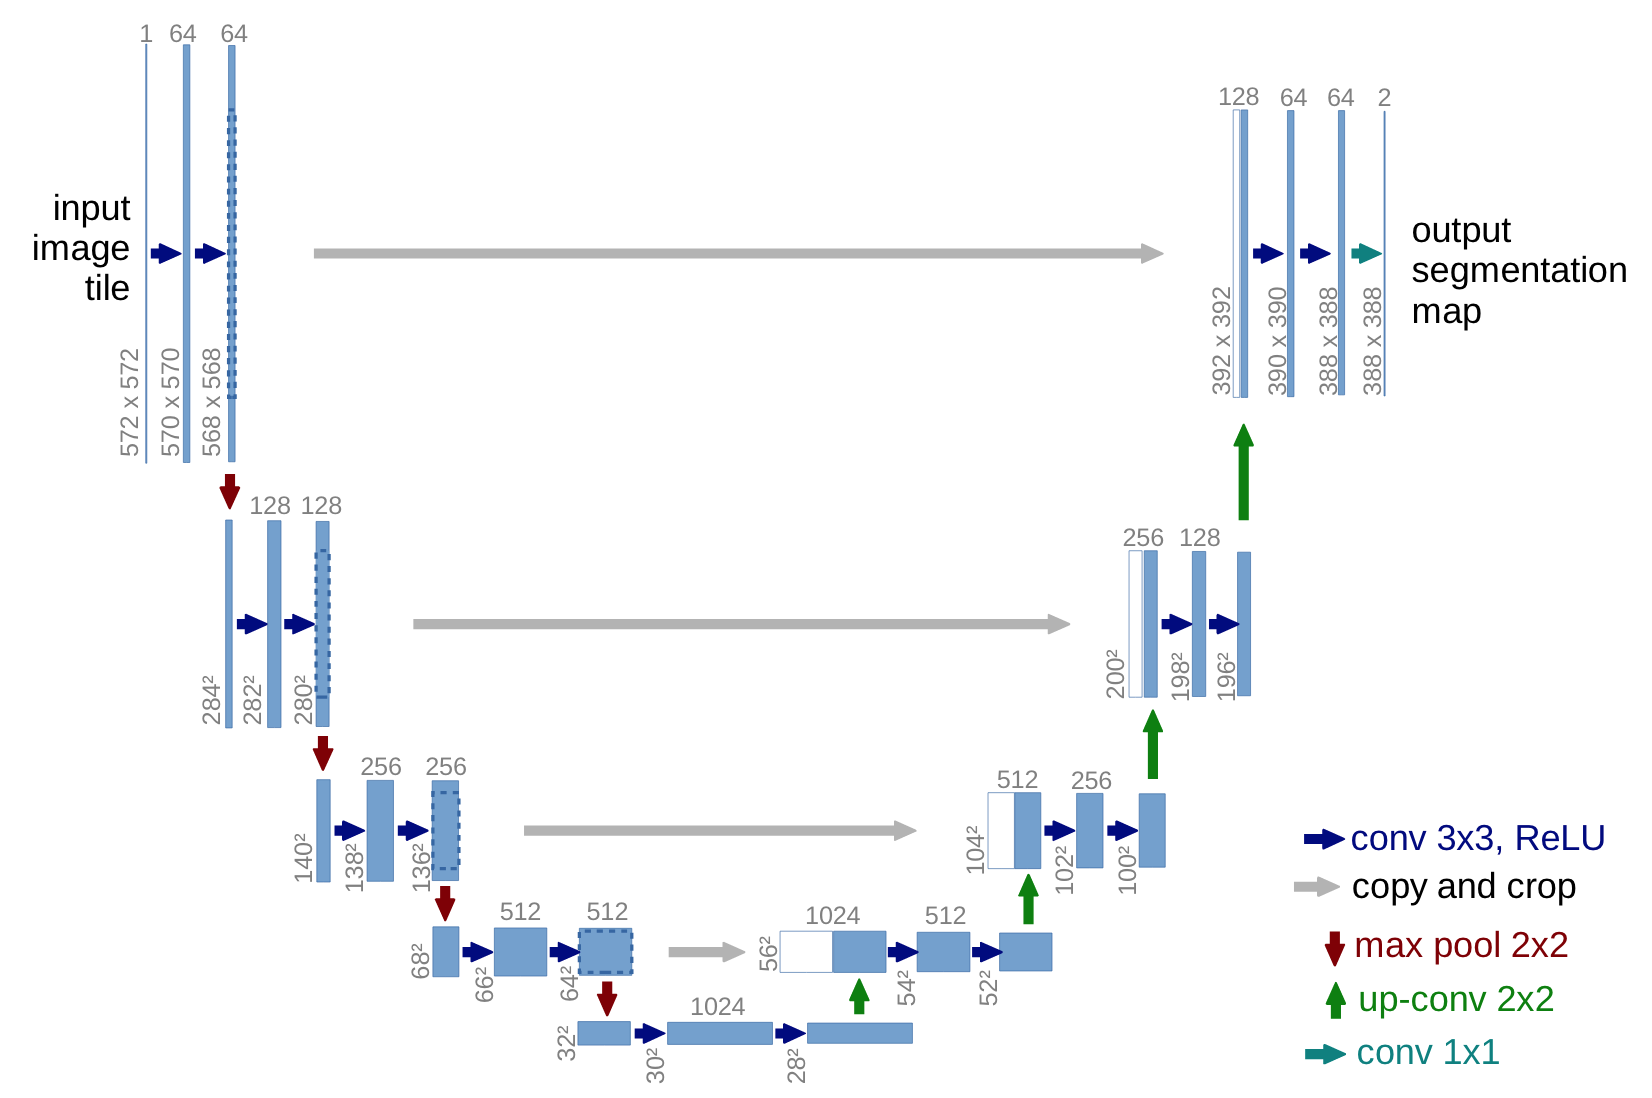 1 64 64
128 64 64 2
input
image
tile
output
segmentation
map
572 x 572
570 x 570
568 x 568
392 x 392
390 x 390
388 x 388
388 x 388
128 128
256 128
284²
282²
280²
200²
198²
196²
256 256
512 256
140²
138²
136²
104²
102²
100²
512 512
1024 512
68²
66²
64²
56²
54²
52²
1024
32²
30²
28²
conv 3x3, ReLU
copy and crop
max pool 2x2
up-conv 2x2
conv 1x1